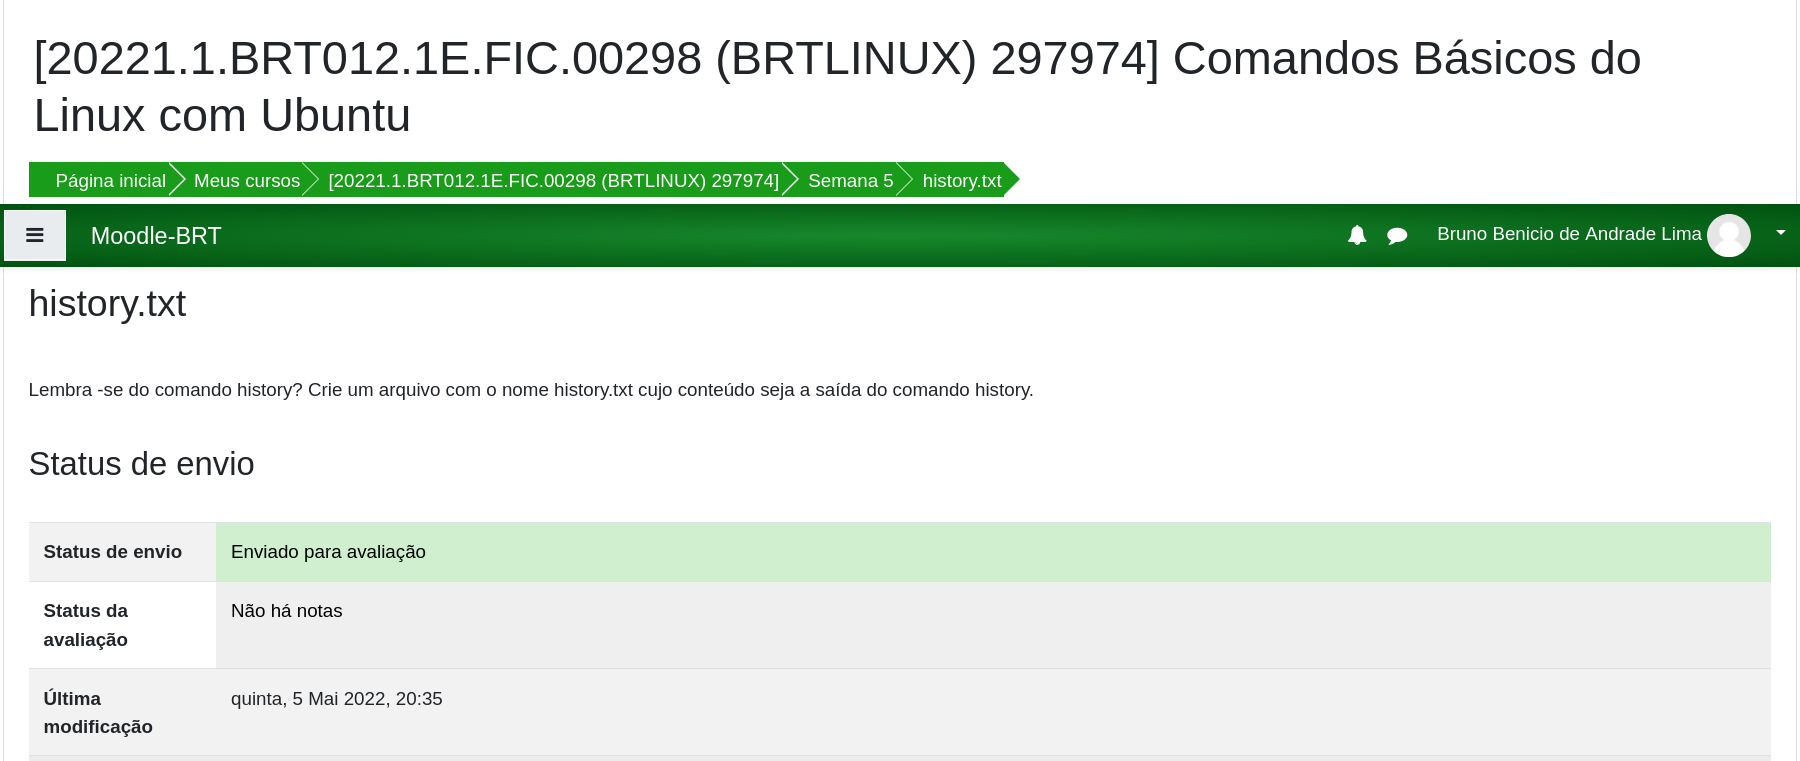 [20221.1.BRT012.1E.FIC.00298 (BRTLINUX) 297974] Comandos Básicos do
Linux com Ubuntu
Página inicial Meus cursos [20221.1.BRT012.1E.FIC.00298 (BRTLINUX) 297974] Semana 5 history.txt
Moodle-BRT Bruno Benicio de Andrade Lima
history.txt
Lembra -se do comando history? Crie um arquivo com o nome history.txt cujo conteúdo seja a saída do comando history.
Status de envio
Status de envio Enviado para avaliação
Status da Não há notas
avaliação
Última quinta, 5 Mai 2022, 20:35
modificação